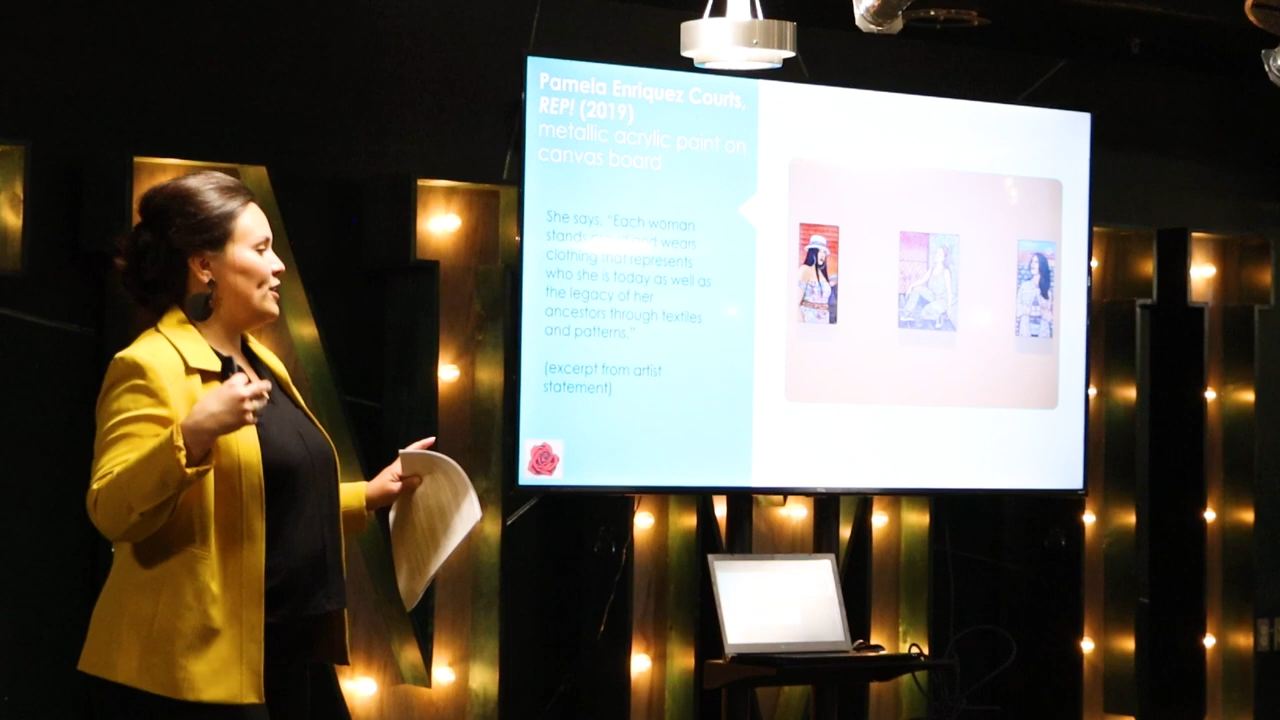 Pamela Enriquez Courts,
REP! (2019)
metallic acrylic paint on
canvas board
She says, "Each woman
stands and wears
clothing that represents
who she is today as well as
the legacy of her
ancestors through textiles
and patterns."
(excerpt from artist
statement)